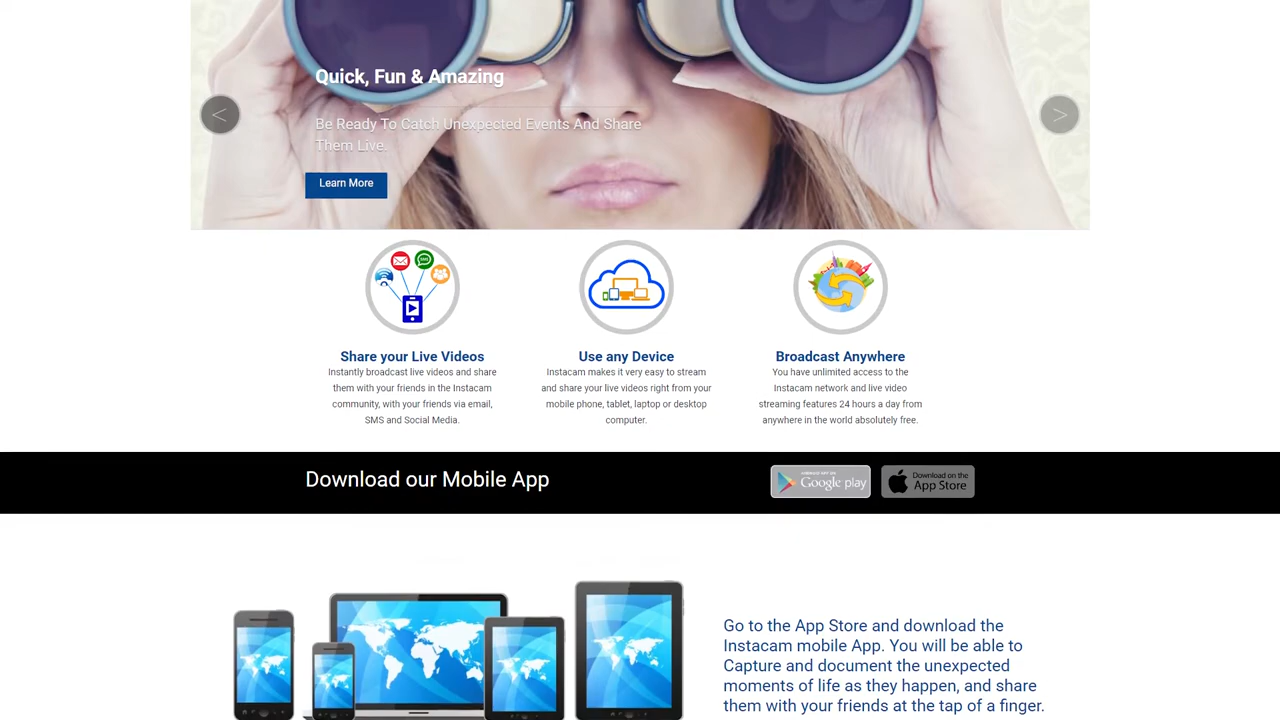 Quick, Fun & Amazing
Be Ready To Catch Unexpected Events And Share
Them Live.
<
>
Learn More
SMS
Share your Live Videos
Instantly broadcast live videos and share
them with your friends in the Instacam
community, with your friends via email,
SMS and Social Media.
Use any Device
Instacam makes it very easy to stream
and share your live videos right from your
mobile phone, tablet, laptop or desktop
computer.
Broadcast Anywhere
You have unlimited access to the
Instacam network and live video
streaming features 24 hours a day from
anywhere in the world absolutely free.
Download our Mobile App
ANDROID APP ON
Google play
Download on the
App Store
Go to the App Store and download the
Instacam mobile App. You will be able to
Capture and document the unexpected
moments of life as they happen, and share
them with your friends at the tap of a finger.